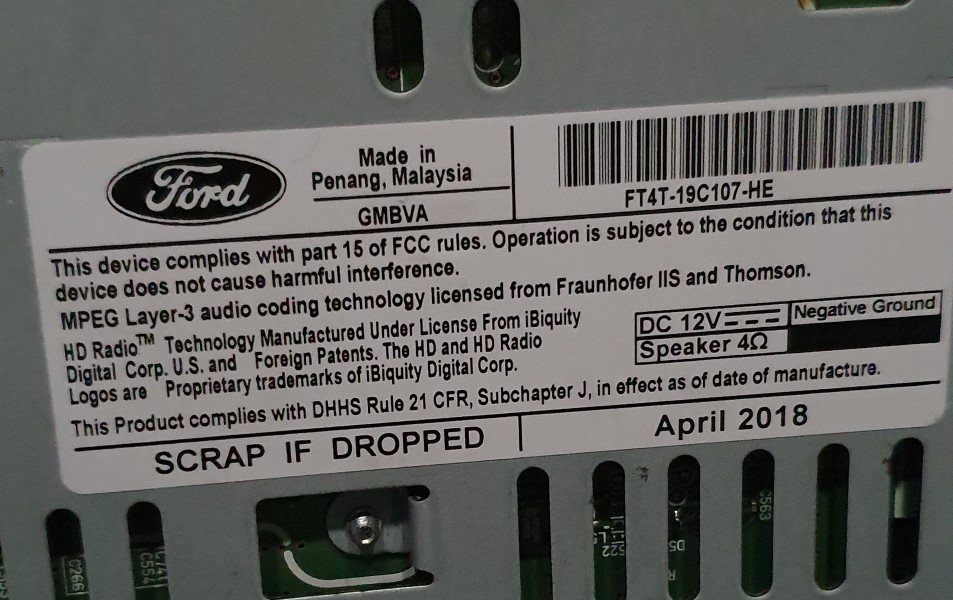 Ford
Made in
Penang, Malaysia
GMBVA
FT4T-19C107-HE
This device complies with part 15 of FCC rules. Operation is subject to the condition that this
device does not cause harmful interference.
MPEG Layer-3 audio coding technology licensed from Fraunhofer IIS and Thomson.
HD Radio™ Technology Manufactured Under License From iBiquity
Digital Corp. U.S. and Foreign Patents. The HD and HD Radio
Logos are Proprietary trademarks of iBiquity Digital Corp.
DC 12V
Negative Ground
Speaker 4Ω
This Product complies with DHHS Rule 21 CFR, Subchapter J, in effect as of date of manufacture.
SCRAP IF DROPPED
April 2018
C266
C554
D5
C563